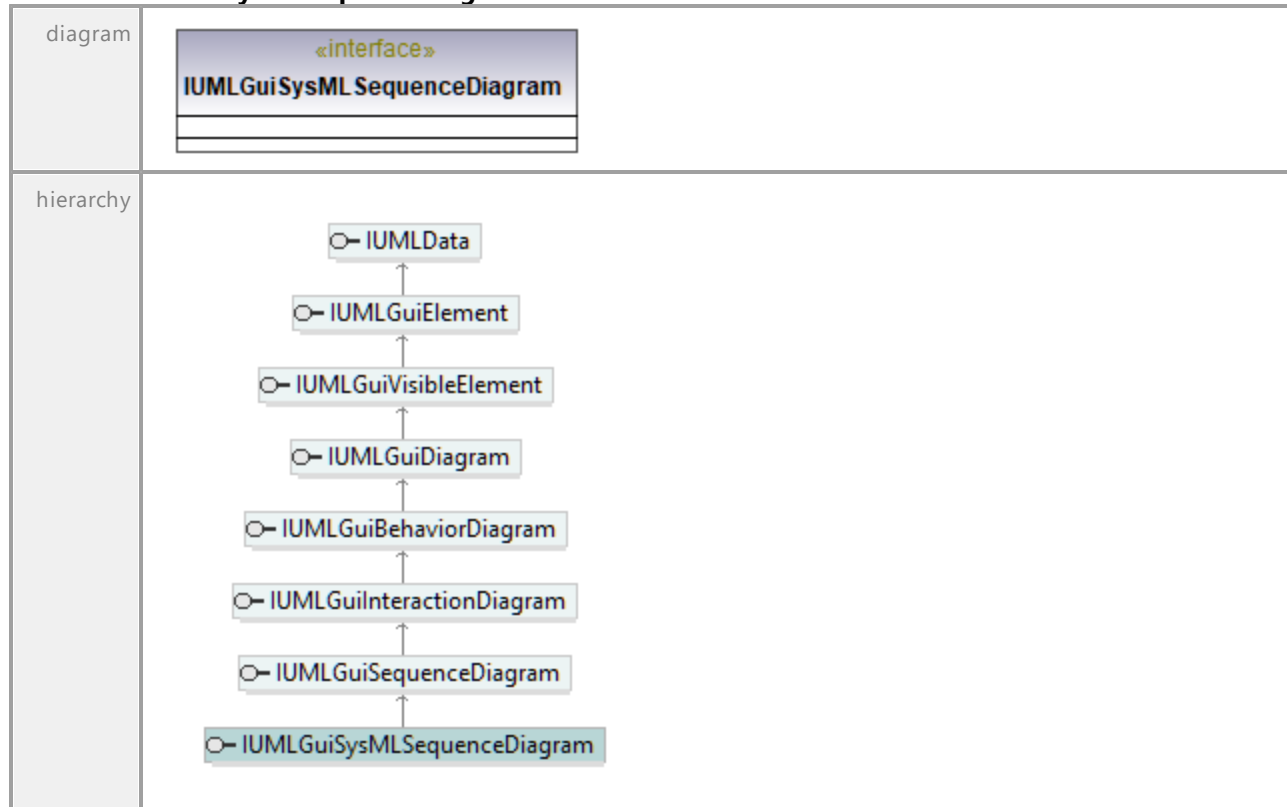 diagram
«interface»
IUMLGuiSysMLSequenceDiagram
hierarchy
IUMLData
IUMLGuiElement
IUMLGuiVisibleElement
IUMLGuiDiagram
IUMLGuiBehaviorDiagram
IUMLGuiInteractionDiagram
IUMLGuiSequenceDiagram
IUMLGuiSysMLSequenceDiagram